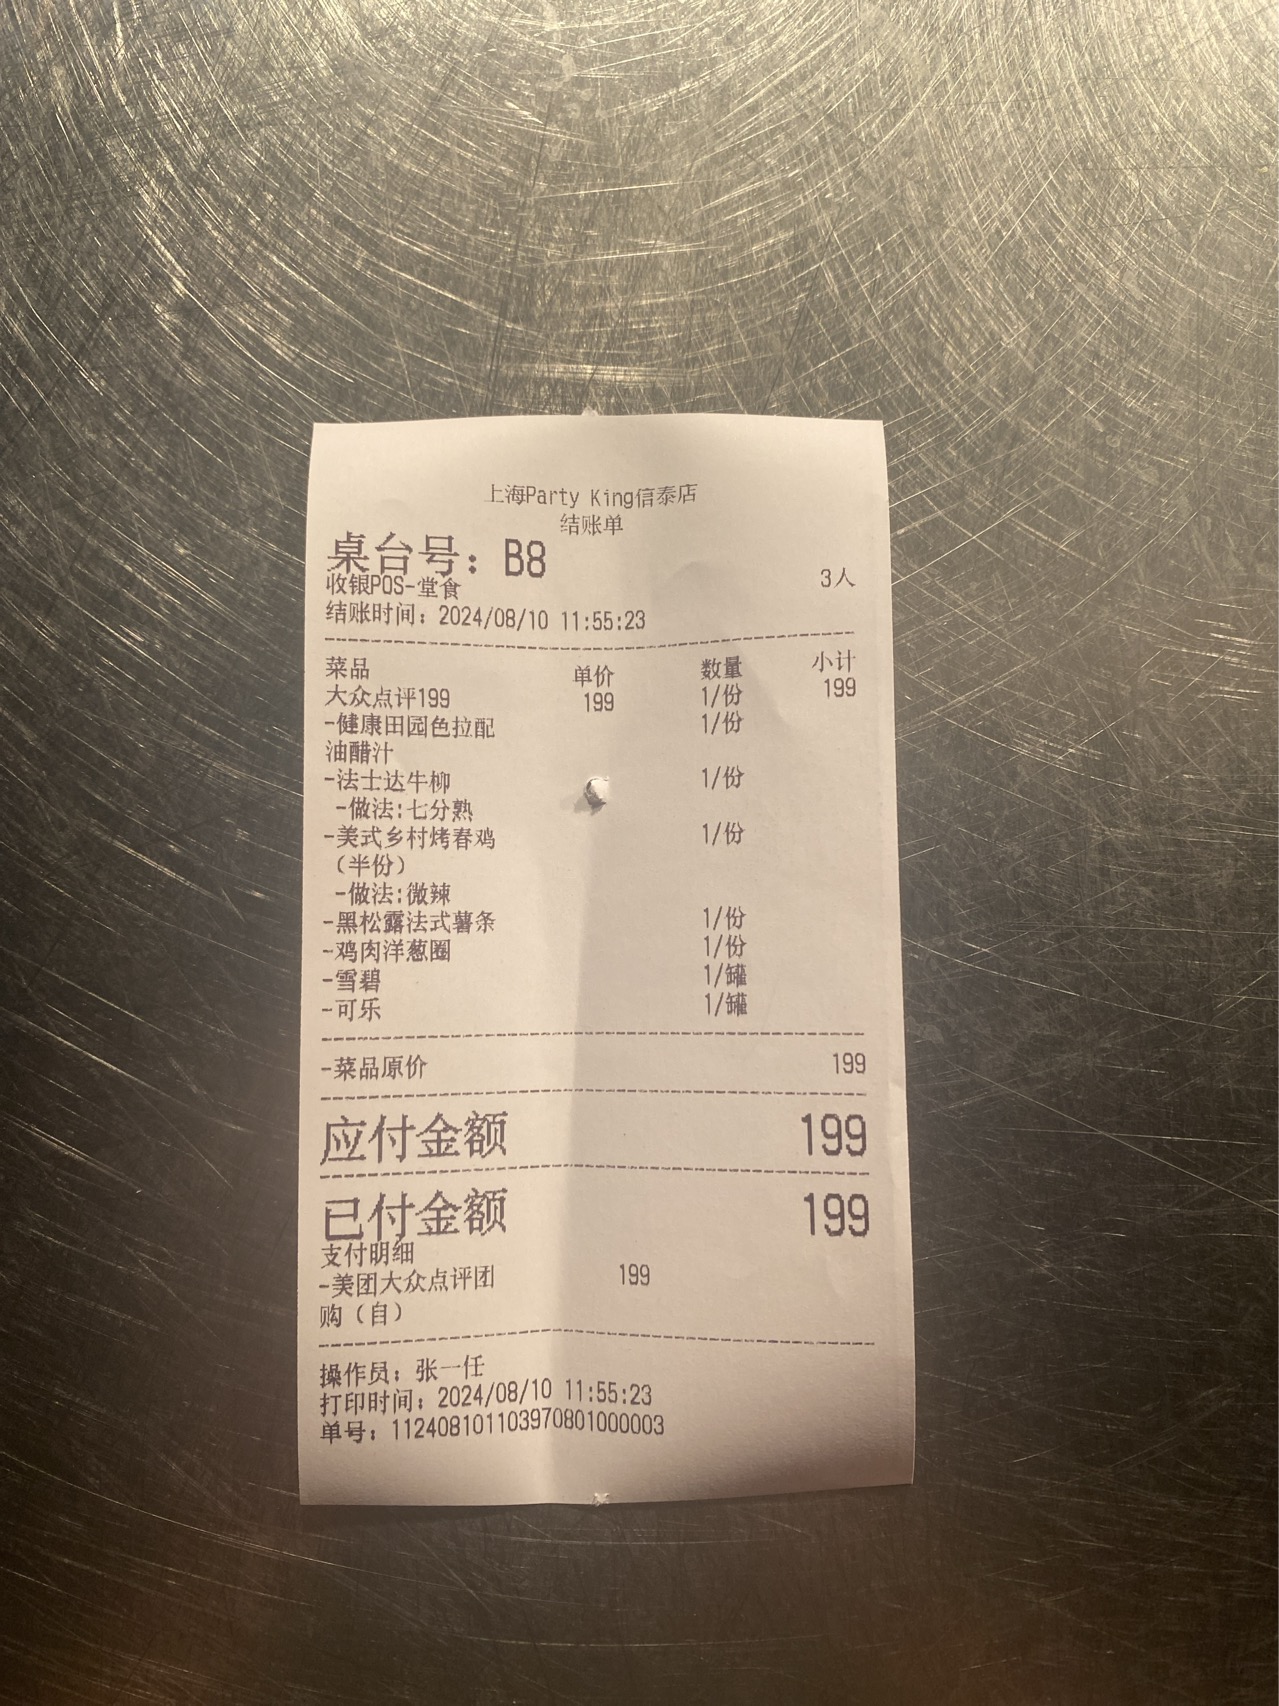 上海Party King信泰店
结账单
桌台号：B8
收银POS-堂食 3人
结账时间：2024/08/10 11:55:23
菜品 单价 数量 小计
大众点评199 199 1/份 199
-健康田园色拉配 1/份
油醋汁
-法士达牛柳 1/份
-做法:七分熟
-美式乡村烤春鸡 1/份
（半份）
-做法:微辣
-黑松露法式薯条 1/份
-鸡肉洋葱圈 1/份
-雪碧 1/罐
-可乐 1/罐
-菜品原价 199
应付金额 199
已付金额 199
支付明细
-美团大众点评团 199
购（自）
操作员：张一任
打印时间：2024/08/10 11:55:23
单号：112408101103970801000003